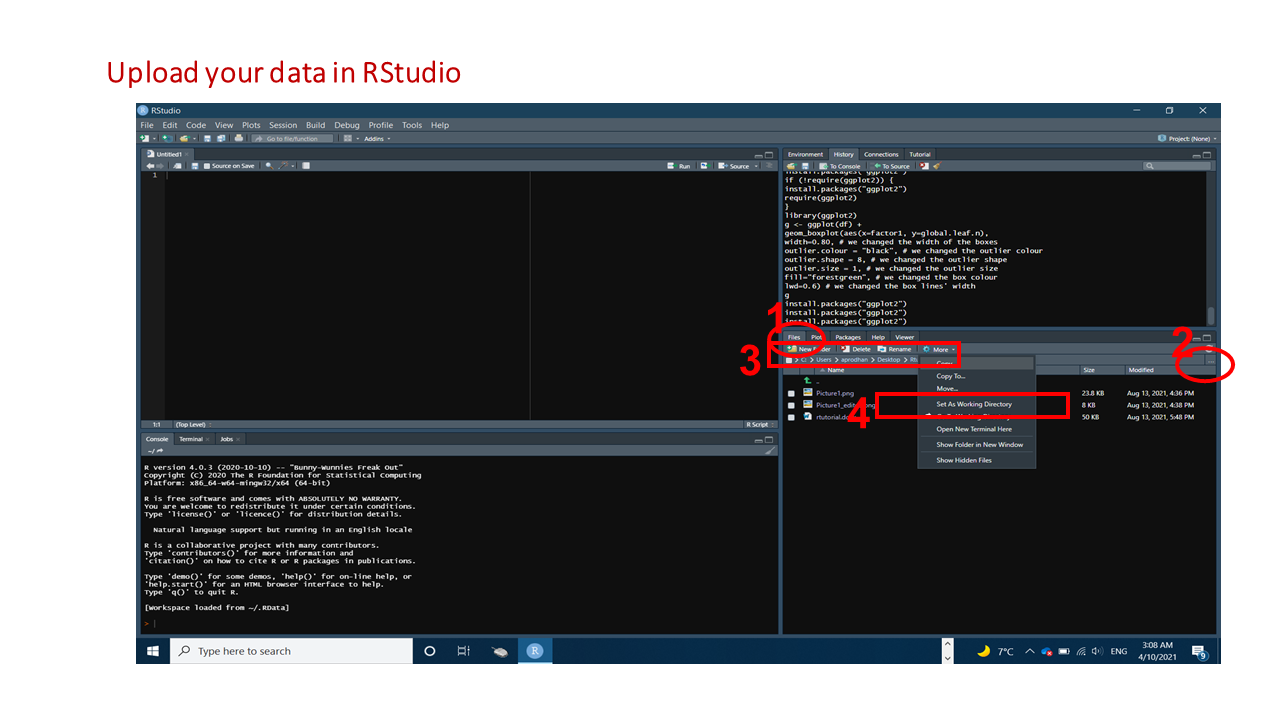 Upload your data in RStudio
RStudio
File Edit Code View Plots Session Build Debug Profile Tools Help
Go to file/function Addins Project: (None)
Untitled1
Source on Save Run Source
1
1:1 (Top Level) R Script
Console Terminal Jobs
~/
R version 4.0.3 (2020-10-10) -- "Bunny-Wunnies Freak Out"
Copyright (C) 2020 The R Foundation for Statistical Computing
Platform: x86_64-w64-mingw32/x64 (64-bit)
R is free software and comes with ABSOLUTELY NO WARRANTY.
You are welcome to redistribute it under certain conditions.
Type 'license()' or 'licence()' for distribution details.
Natural language support but running in an English locale
R is a collaborative project with many contributors.
Type 'contributors()' for more information and
'citation()' on how to cite R or R packages in publications.
Type 'demo()' for some demos, 'help()' for on-line help, or
'help.start()' for an HTML browser interface to help.
Type 'q()' to quit R.
[Workspace loaded from ~/.RData]
>
Environment History Connections Tutorial
To Console To Source
install.packages("ggplot2")
if (!require(ggplot2)) {
install.packages("ggplot2")
require(ggplot2)
}
library(ggplot2)
g <- ggplot(df) +
geom_boxplot(aes(x=factor1, y=global.leaf.n),
width=0.80, # we changed the width of the boxes
outlier.colour = "black", # we changed the outlier colour
outlier.shape = 8, # we changed the outlier shape
outlier.size = 1, # we changed the outlier size
fill="forestgreen", # we changed the box colour
lwd=0.6) # we changed the box lines' width
g
install.packages("ggplot2")
install.packages("ggplot2")
install.packages("ggplot2")
1
2
Files Plots Packages Help Viewer
3
New Folder Delete Rename More
C: > Users > aprodhan > Desktop >
Name Size Modified
..
Picture1.png 23.8 KB Aug 13, 2021, 4:36 PM
8 KB Aug 13, 2021, 4:38 PM
50 KB Aug 13, 2021, 5:48 PM
Copy To...
Move...
4
Set As Working Directory
Open New Terminal Here
Show Folder in New Window
Show Hidden Files
Type here to search
R
7°C ENG
3:08 AM
4/10/2021
9